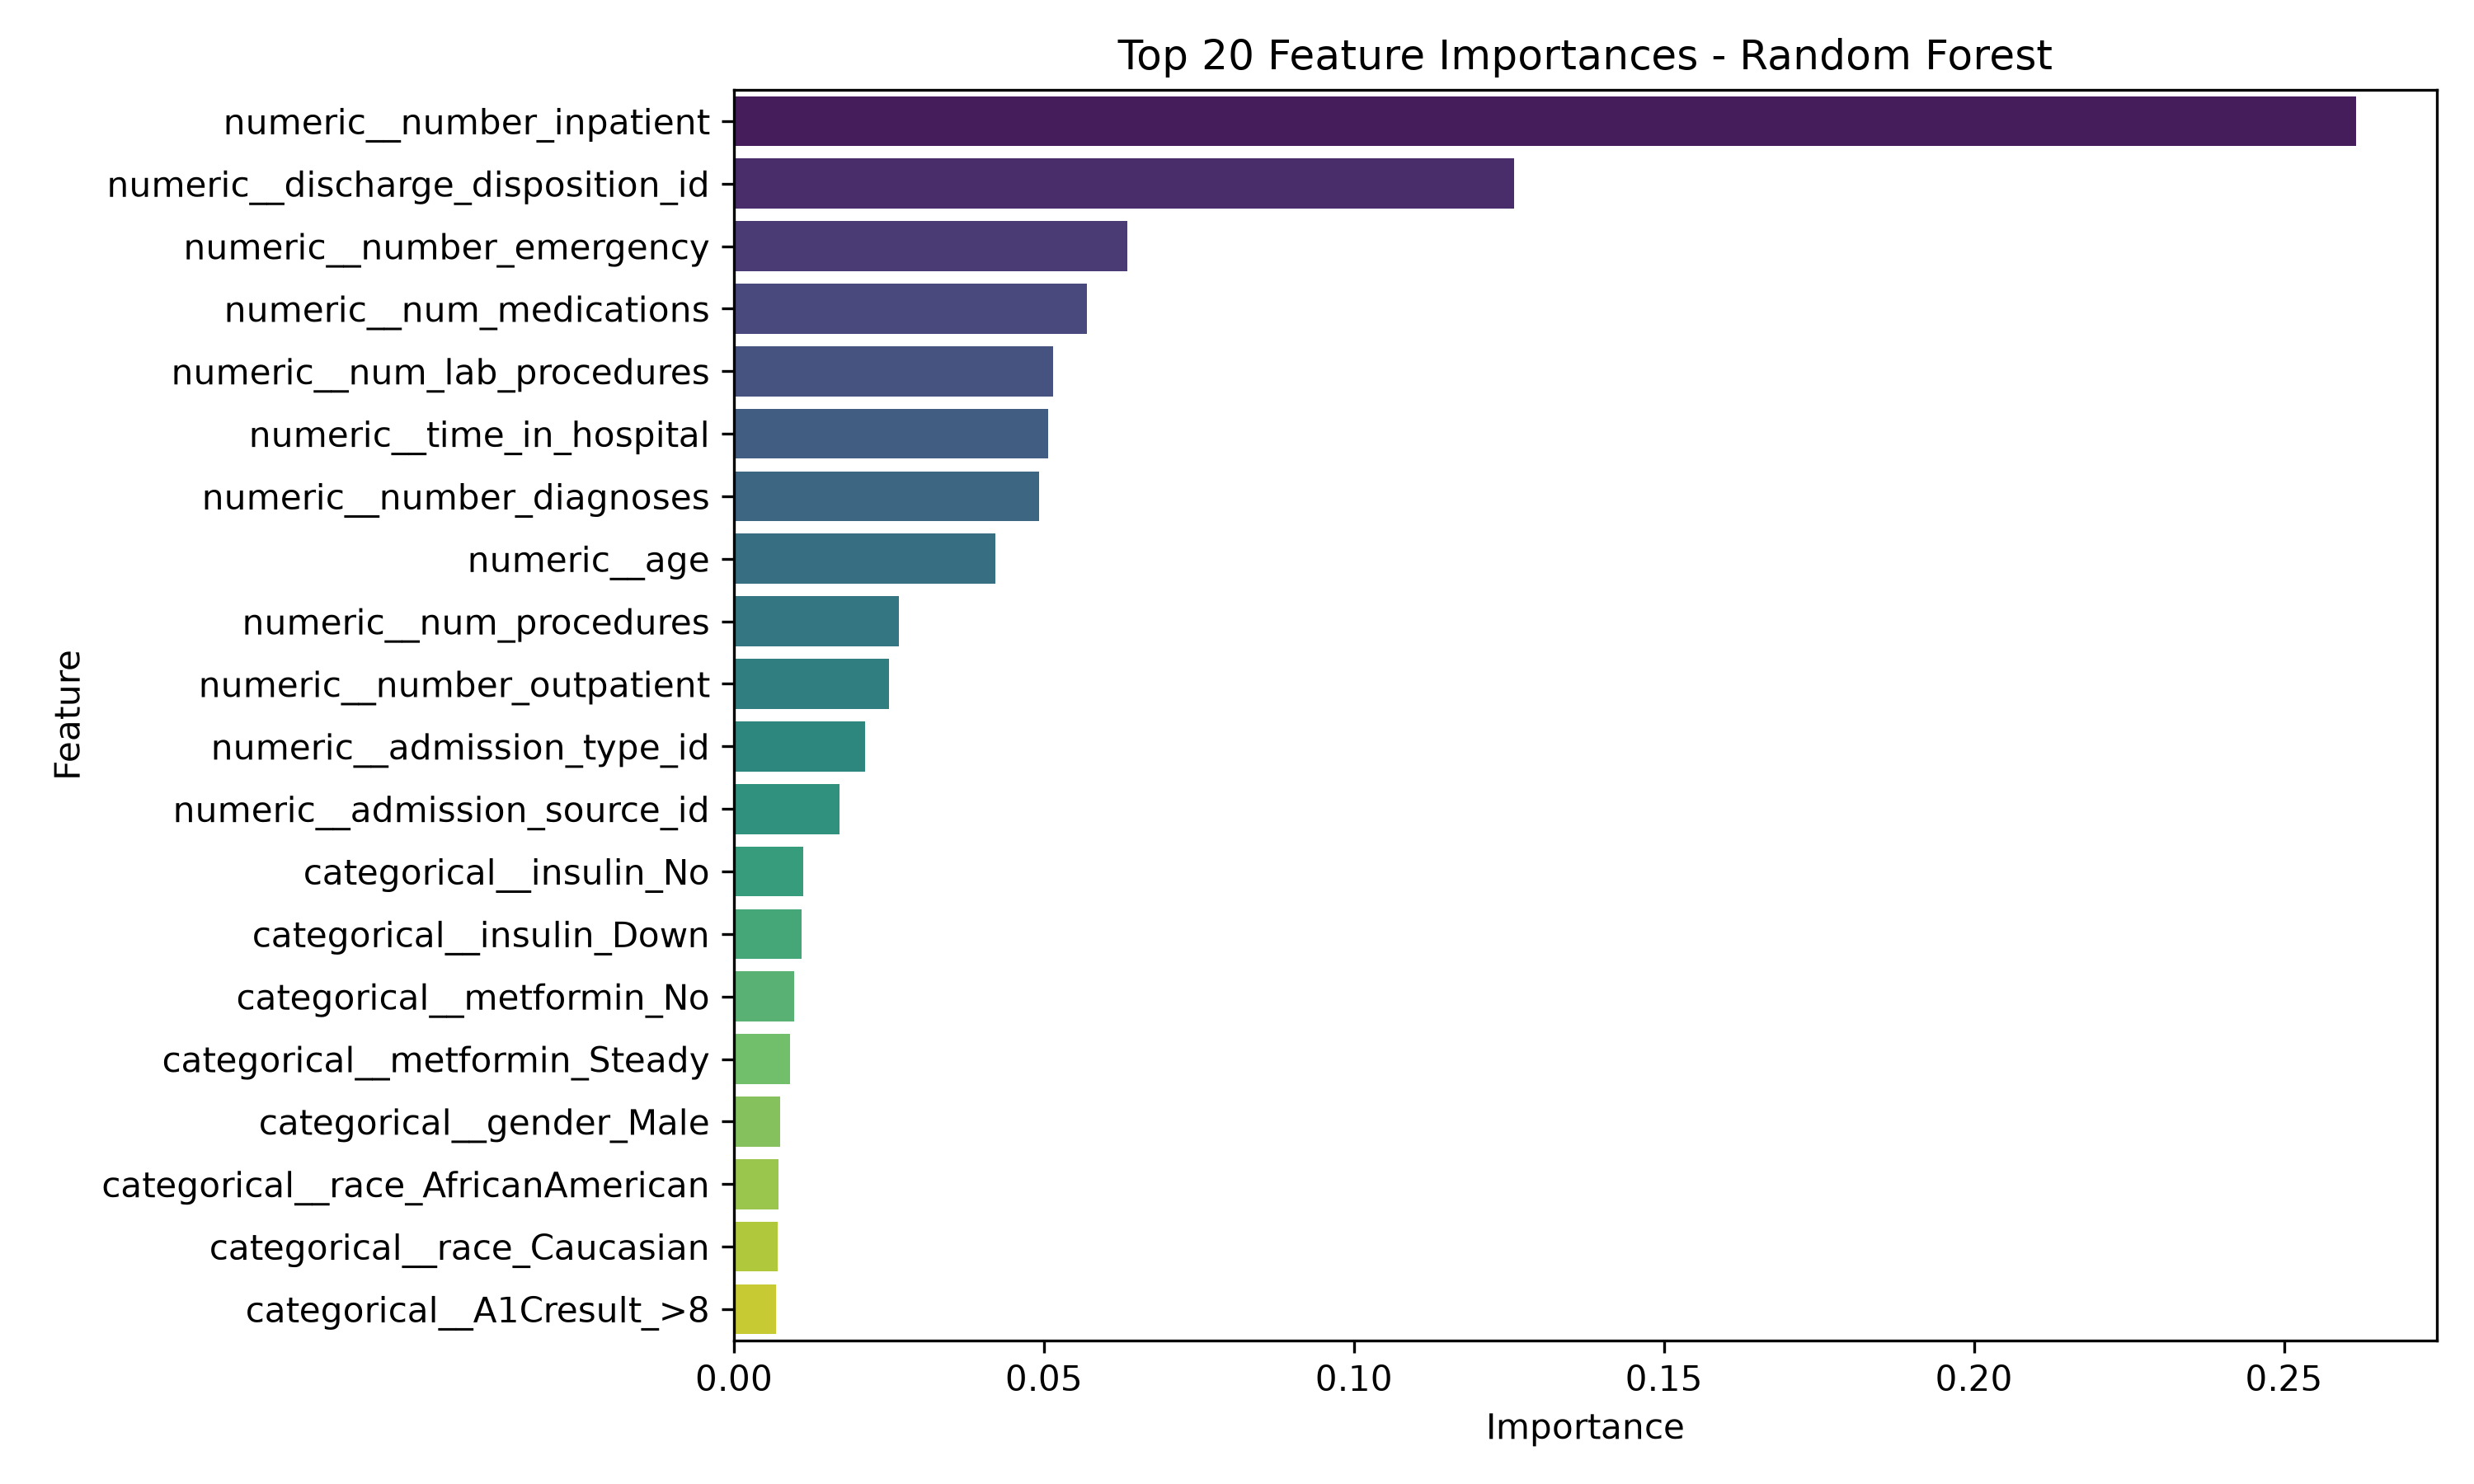 Top 20 Feature Importances - Random Forest
numeric__number_inpatient
numeric__discharge_disposition_id
numeric__number_emergency
numeric__num_medications
numeric__num_lab_procedures
numeric__time_in_hospital
numeric__number_diagnoses
numeric__age
numeric__num_procedures
numeric__number_outpatient
numeric__admission_type_id
numeric__admission_source_id
categorical__insulin_No
categorical__insulin_Down
categorical__metformin_No
categorical__metformin_Steady
categorical__gender_Male
categorical__race_AfricanAmerican
categorical__race_Caucasian
categorical__A1Cresult_>8
Feature
0.00 0.05 0.10 0.15 0.20 0.25
Importance